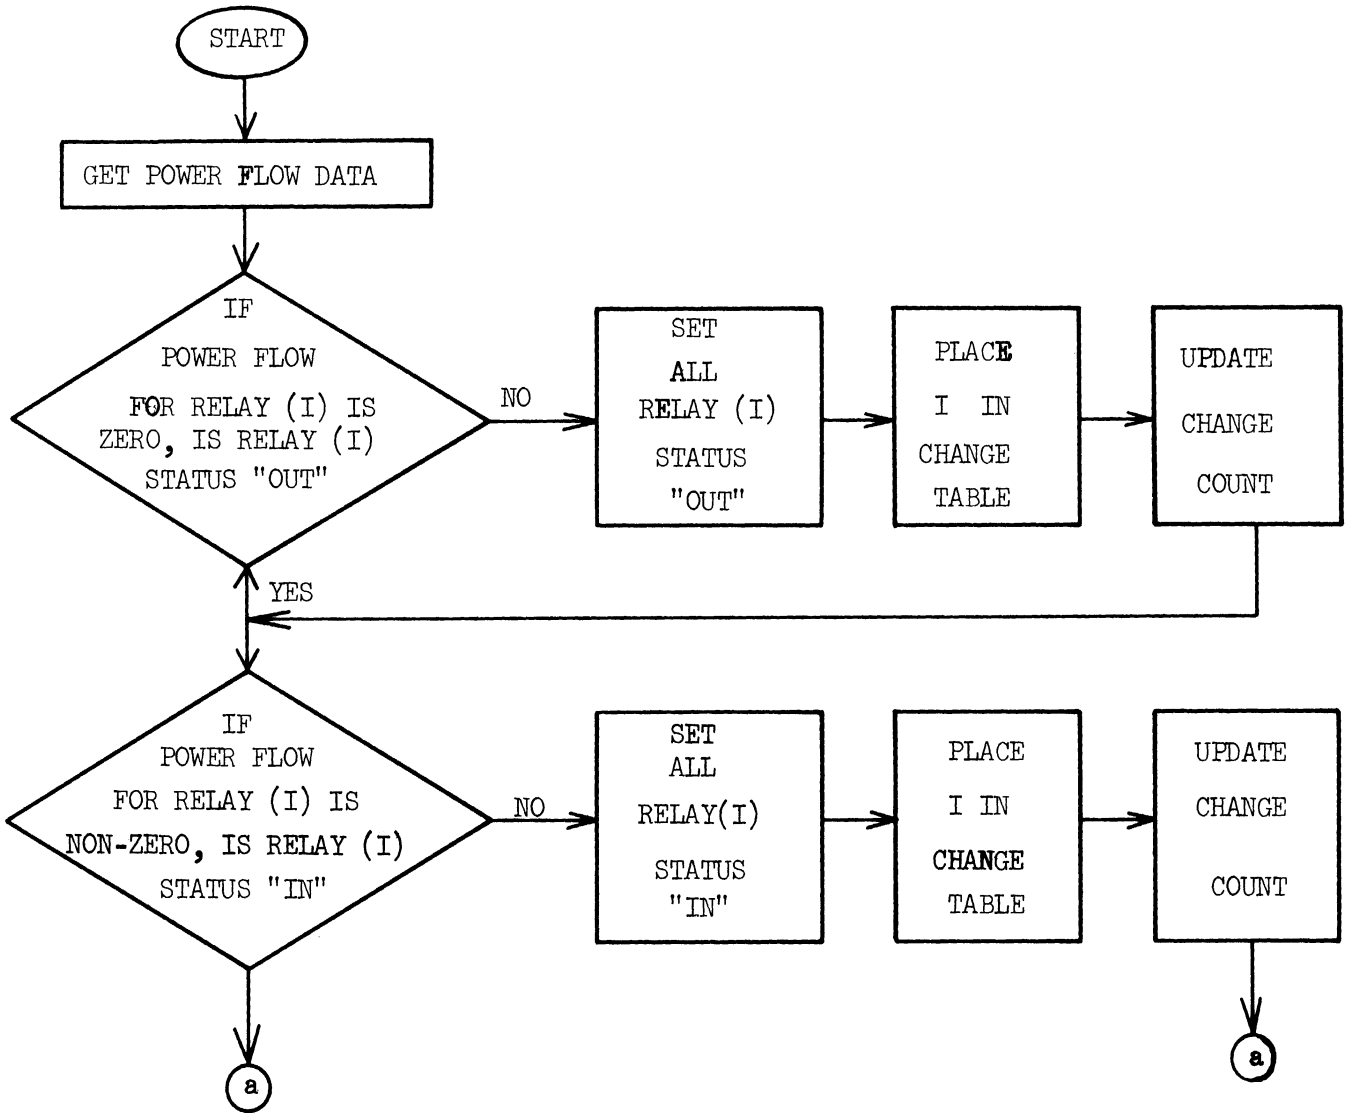 START
GET POWER FLOW DATA
IF
POWER FLOW
FOR RELAY (I) IS
ZERO, IS RELAY (I)
STATUS "OUT"
NO
SET
ALL
RELAY (I)
STATUS
"OUT"
PLACE
I IN
CHANGE
TABLE
UPDATE
CHANGE
COUNT
YES
IF
POWER FLOW
FOR RELAY (I) IS
NON-ZERO, IS RELAY (I)
STATUS "IN"
NO
SET
ALL
RELAY(I)
STATUS
"IN"
PLACE
I IN
CHANGE
TABLE
UPDATE
CHANGE
COUNT
a
a